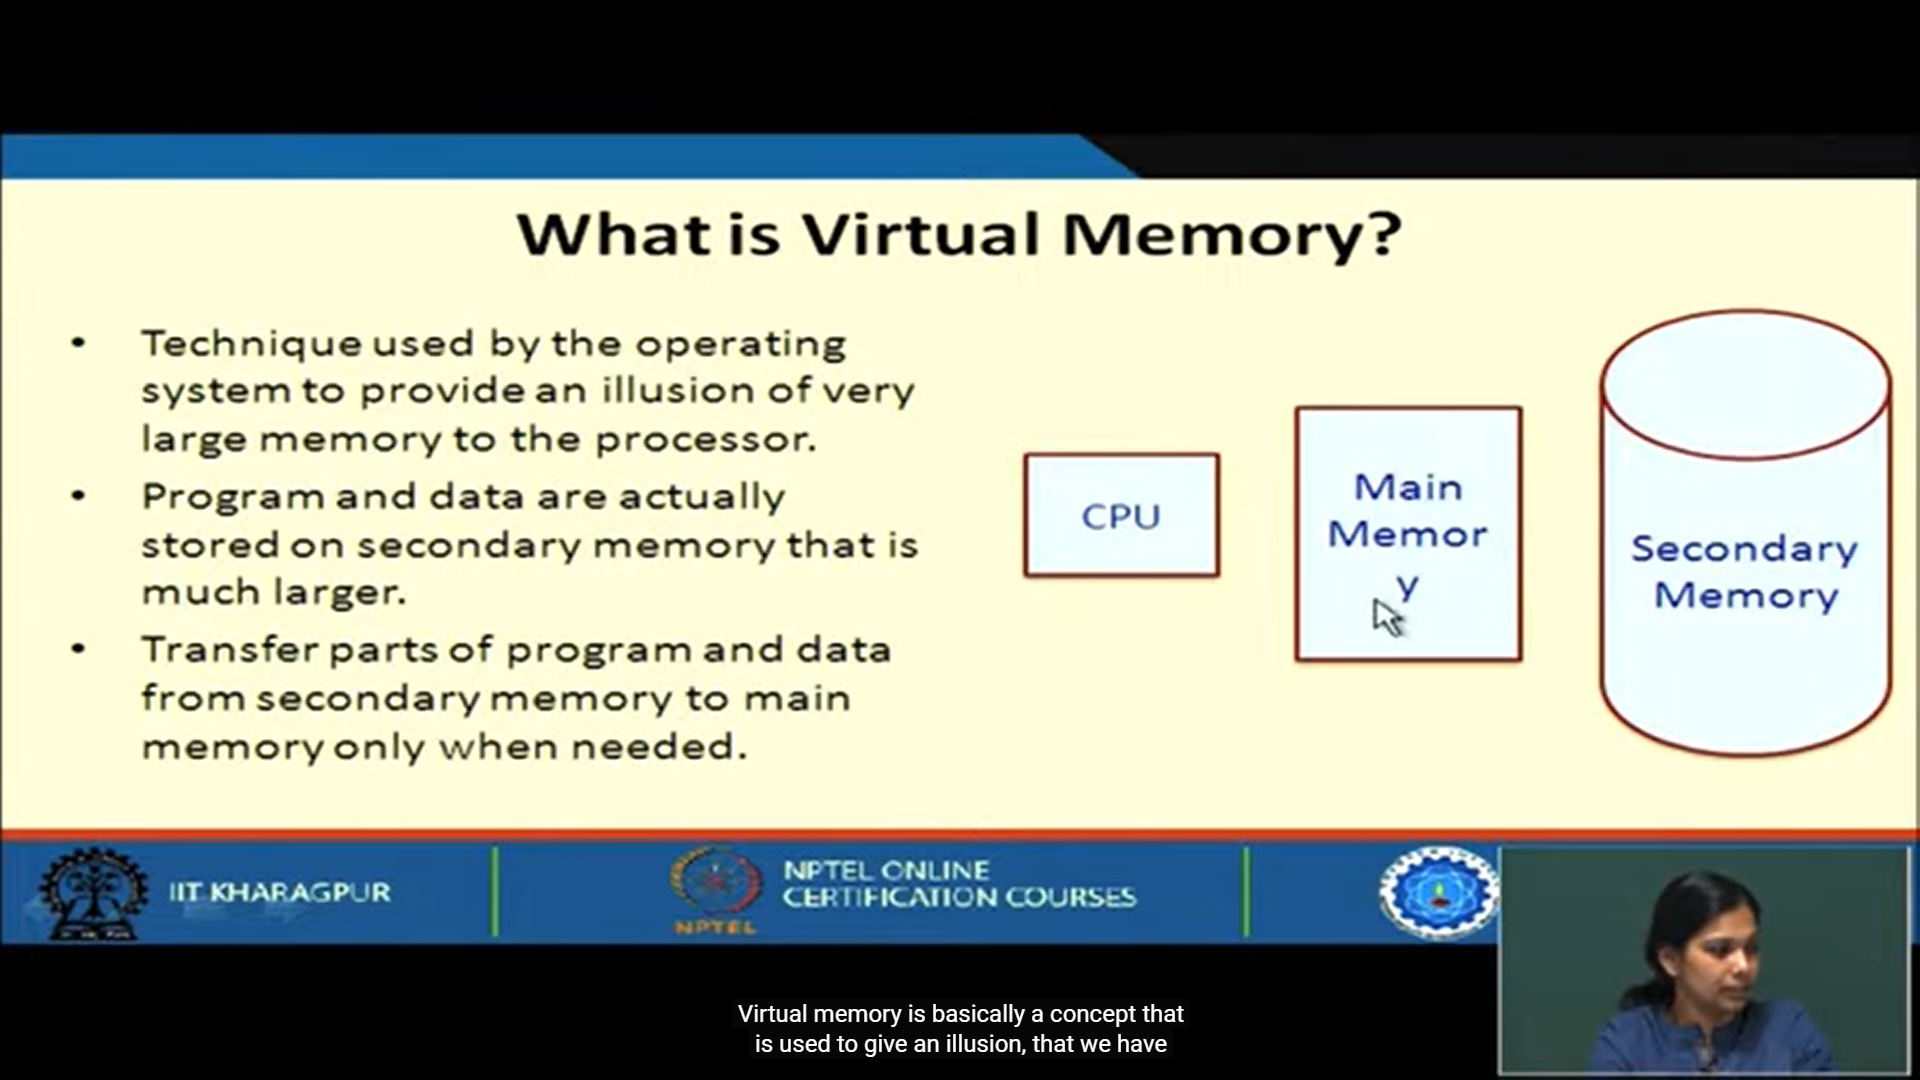 What is Virtual Memory?
• Technique used by the operating
system to provide an illusion of very
large memory to the processor.
• Program and data are actually
stored on secondary memory that is
much larger.
• Transfer parts of program and data
from secondary memory to main
memory only when needed.
CPU
Main
Memor
y
Secondary
Memory
IIT KHARAGPUR
NPTEL
NPTEL ONLINE
CERTIFICATION COURSES
Virtual memory is basically a concept that
is used to give an illusion, that we have